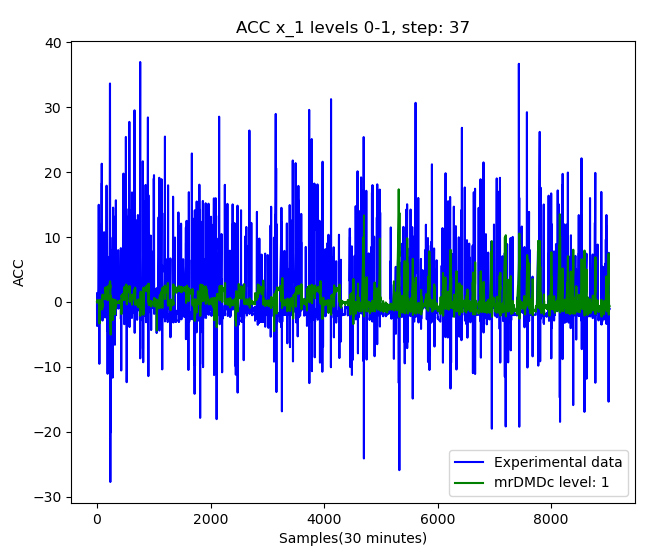 ACC x_1 levels 0-1, step: 37
40
30
20
10
0
−10
−20
−30
ACC
0
2000
4000
6000
8000
Samples(30 minutes)
Experimental data
mrDMDc level: 1